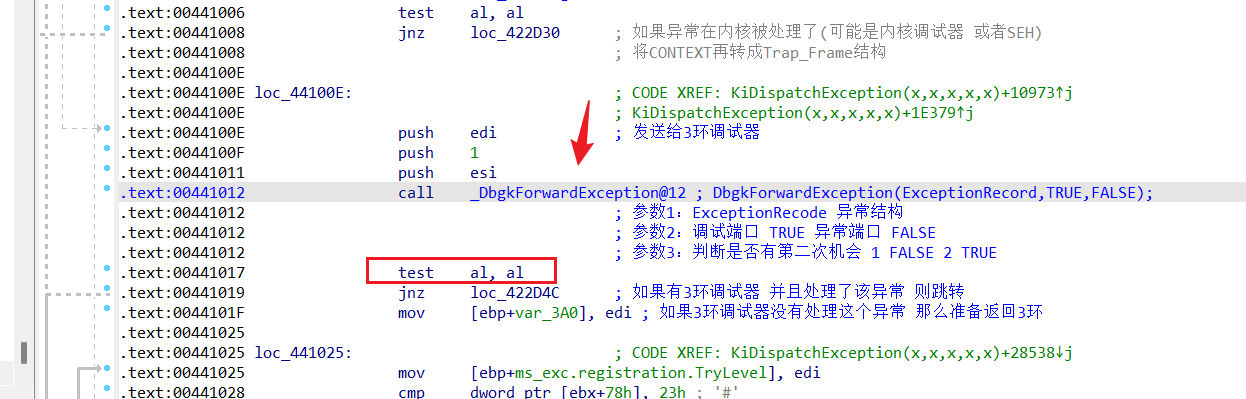 .text:00441006 test al, al
.text:00441008 jnz loc_422D30 ; 如果异常在内核被处理了(可能是内核调试器 或者SEH)
.text:00441008 ; 将CONTEXT再转成Trap_Frame结构
.text:0044100E
.text:0044100E loc_44100E: ; CODE XREF: KiDispatchException(x,x,x,x,x)+10973↑j
.text:0044100E ; KiDispatchException(x,x,x,x,x)+1E379↑j
.text:0044100E push edi ; 发送给3环调试器
.text:0044100F push 1
.text:00441011 push esi
.text:00441012 call _DbgkForwardException@12 ; DbgkForwardException(ExceptionRecord,TRUE,FALSE);
.text:00441012 ; 参数1：ExceptionRecode 异常结构
.text:00441012 ; 参数2：调试端口 TRUE 异常端口 FALSE
.text:00441012 ; 参数3：判断是否有第二次机会 1 FALSE 2 TRUE
.text:00441017 test al, al
.text:00441019 jnz loc_422D4C ; 如果有3环调试器 并且处理了该异常 则跳转
.text:0044101F mov [ebp+var_3A0], edi ; 如果3环调试器没有处理这个异常 那么准备返回3环
.text:00441025
.text:00441025 loc_441025: ; CODE XREF: KiDispatchException(x,x,x,x,x)+28538↓j
.text:00441025 mov [ebp+ms_exc.registration.TryLevel], edi
.text:00441028 cmp dword ptr [ebx+78h], 23h ; '#'